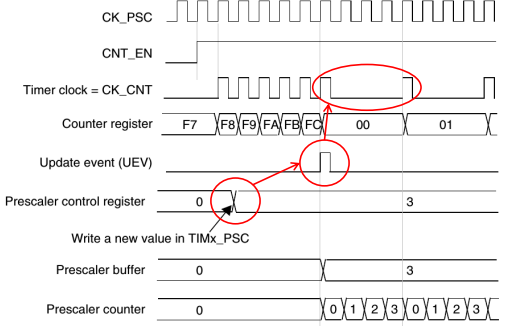 CK_PSC
CNT_EN
Timer clock = CK_CNT
Counter register F7 F8 F9 FA FB FC 00 01
Update event (UEV)
Prescaler control register 0 3
Write a new value in TIMx_PSC
Prescaler buffer 0 3
Prescaler counter 0 0 1 2 3 0 1 2 3